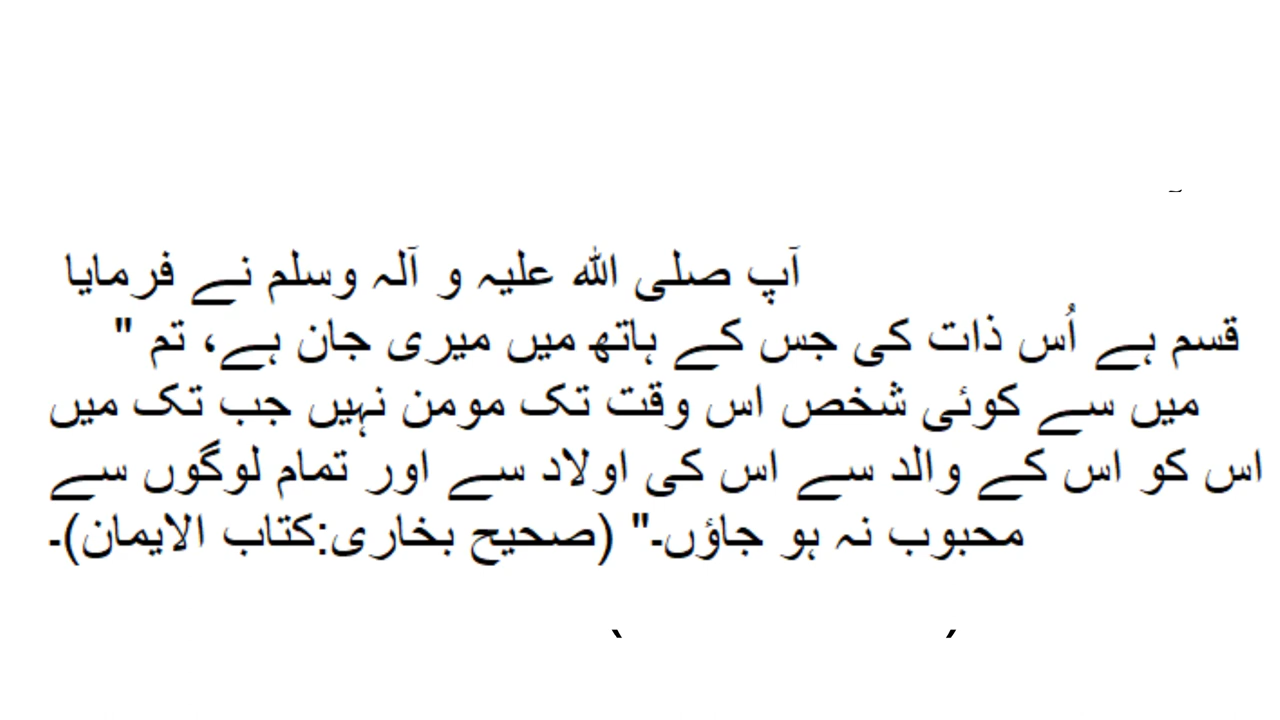 آپ صلی اللہ علیہ و آلہ وسلم نے فرمایا
قسم ہے اُس ذات کی جس کے ہاتھ میں میری جان ہے، تم "
میں سے کوئی شخص اس وقت تک مومن نہیں جب تک میں
اس کو اس کے والد سے اس کی اولاد سے اور تمام لوگوں سے
محبوب نہ ہو جاؤں۔" (صحیح بخاری:کتاب الایمان)۔